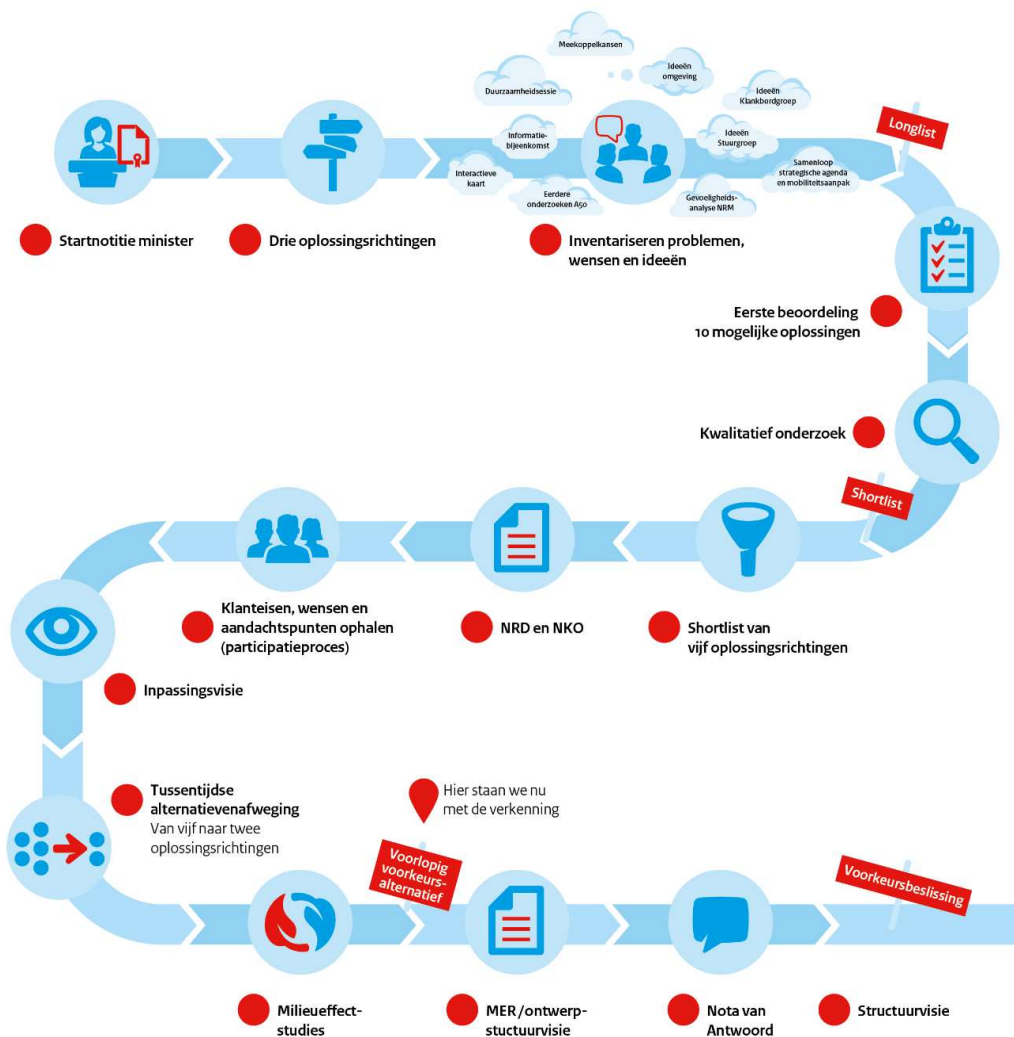 Meekoppelkansen
Ideeën
omgeving
Duurzaamheidsessie
Ideeën
Klankbordgroep
Informatie-
bijeenkomst
Ideeën
Stuurgroep
Interactieve
kaart
Samenloop
strategische agenda
en mobiliteitsaanpak
Eerdere
onderzoeken A50
Gevoeligheids-
analyse NRM
Longlist
Startnotitie minister
Drie oplossingsrichtingen
Inventariseren problemen,
wensen en ideeën
Eerste beoordeling
10 mogelijke oplossingen
Kwalitatief onderzoek
Shortlist
Shortlist van
vijf oplossingsrichtingen
NRD en NKO
Klanteisen, wensen en
aandachtspunten ophalen
(participatieproces)
Inpassingsvisie
Tussentijdse
alternatievenafweging
Van vijf naar twee
oplossingsrichtingen
Hier staan we nu
met de verkenning
Voorlopig
voorkeurs-
alternatief
Voorkeursbeslissing
Milieueffect-
studies
MER/ontwerp-
stuctuurvisie
Nota van
Antwoord
Structuurvisie